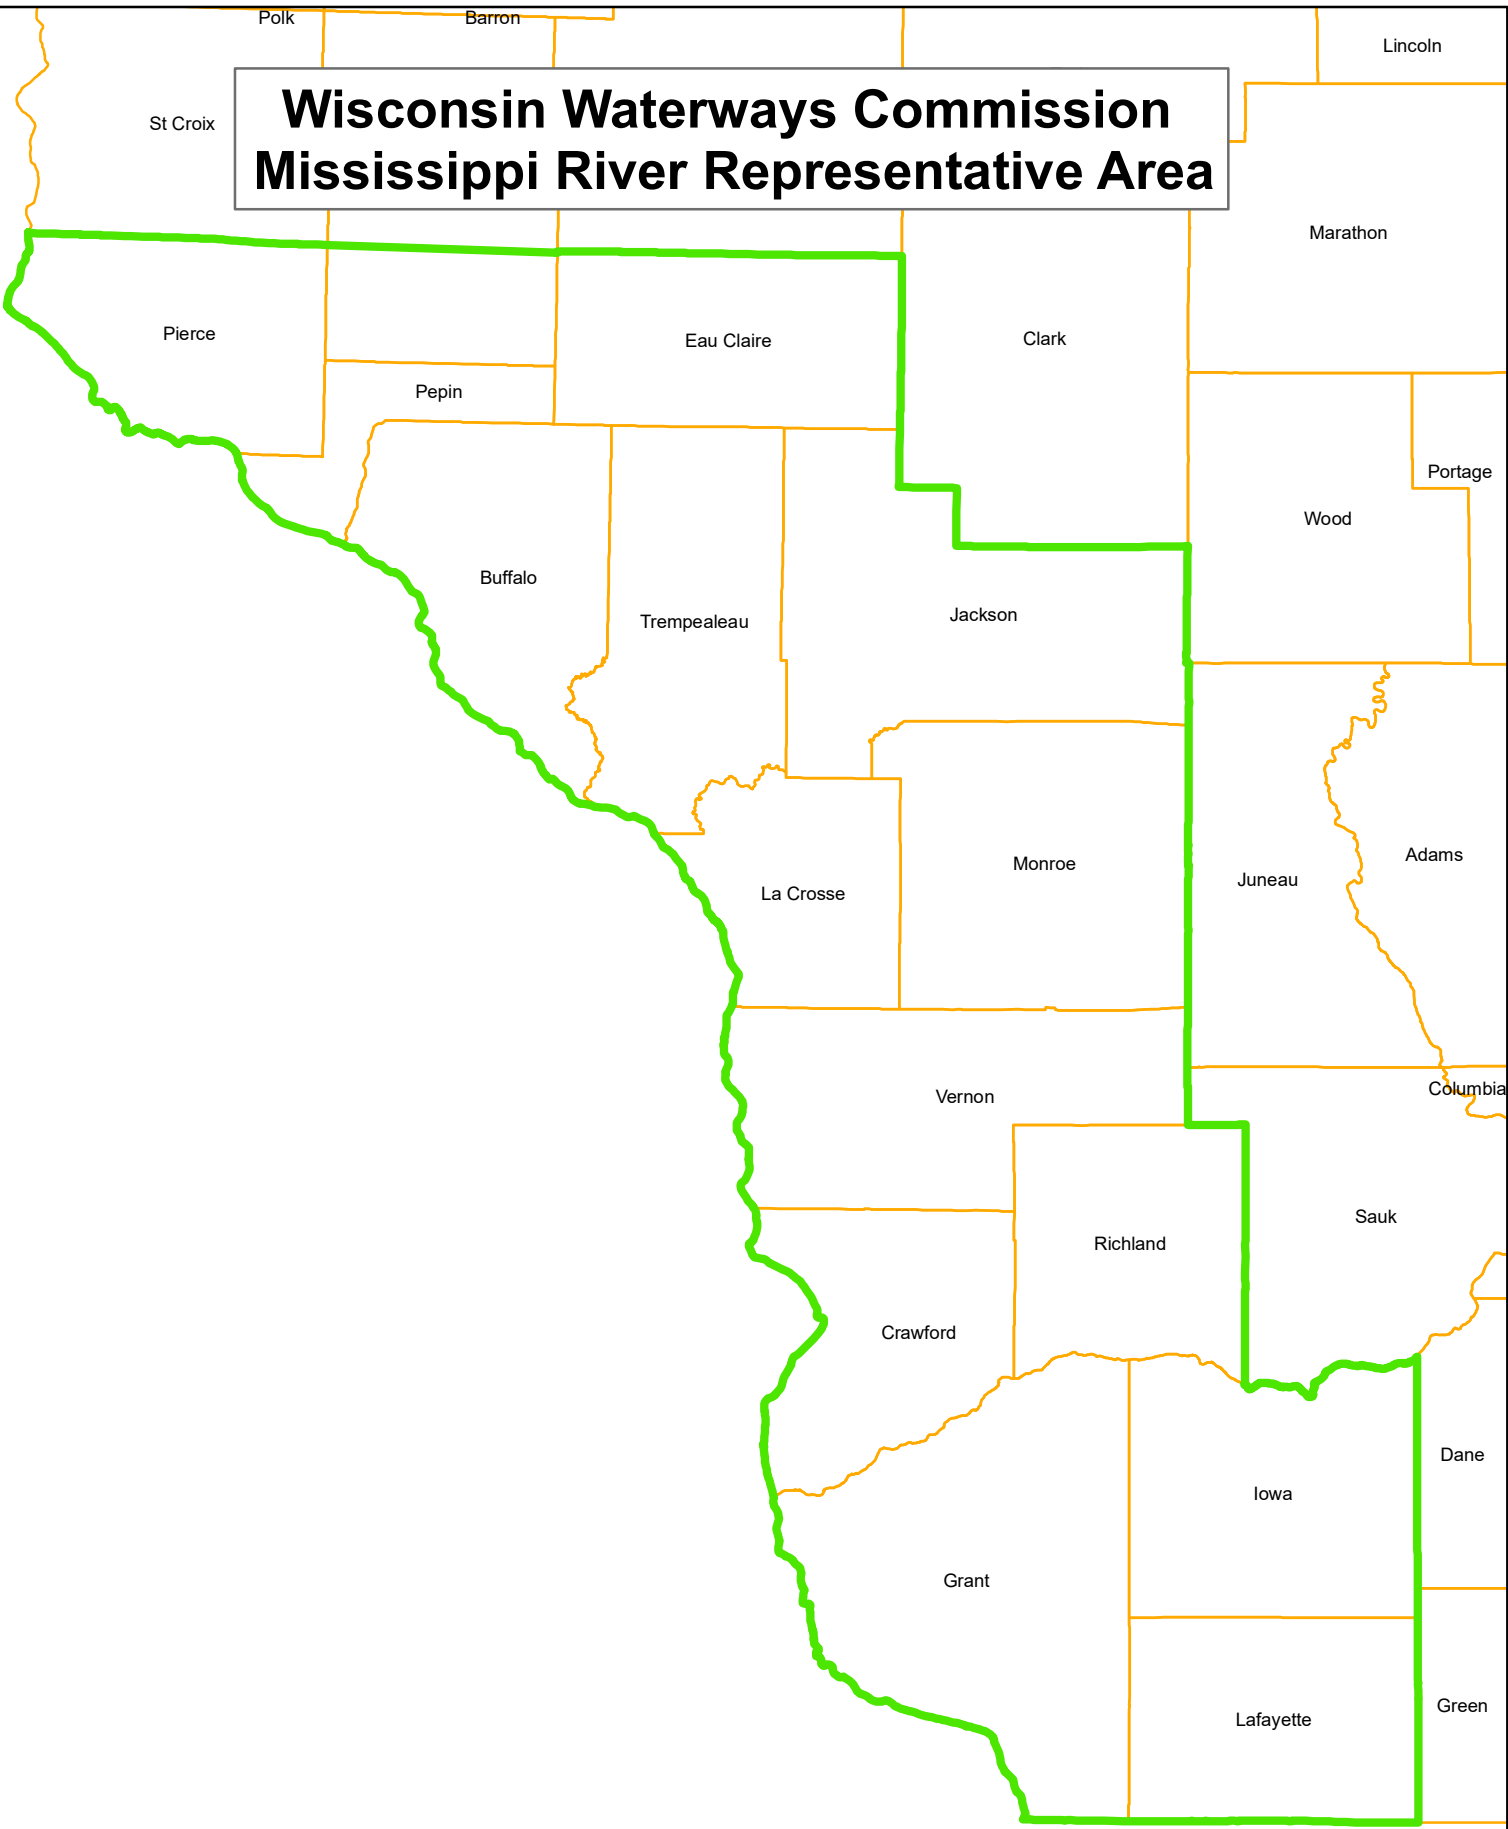 Polk
Barron
Lincoln
Wisconsin Waterways Commission
Mississippi River Representative Area
St Croix
Marathon
Pierce
Eau Claire
Clark
Pepin
Portage
Wood
Buffalo
Trempealeau
Jackson
Adams
Monroe
Juneau
La Crosse
Columbia
Vernon
Sauk
Richland
Crawford
Dane
Iowa
Grant
Green
Lafayette